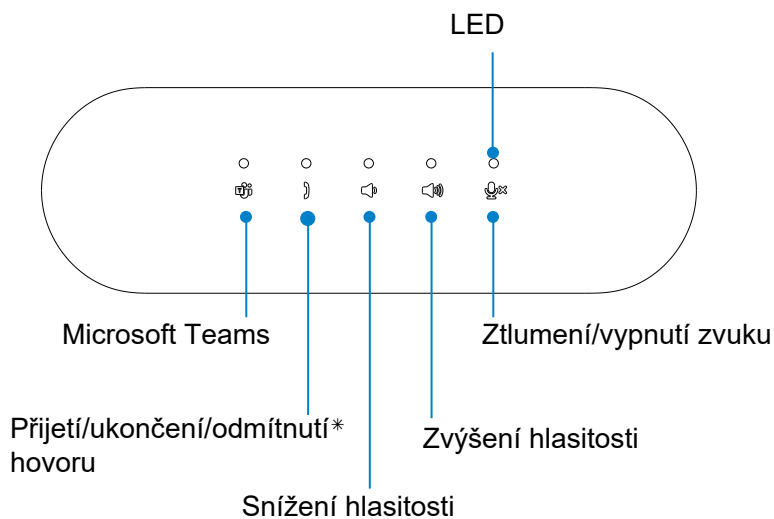 LED
Microsoft Teams
Ztlumení/vypnutí zvuku
Přijetí/ukončení/odmítnutí*
hovoru
Zvýšení hlasitosti
Snížení hlasitosti